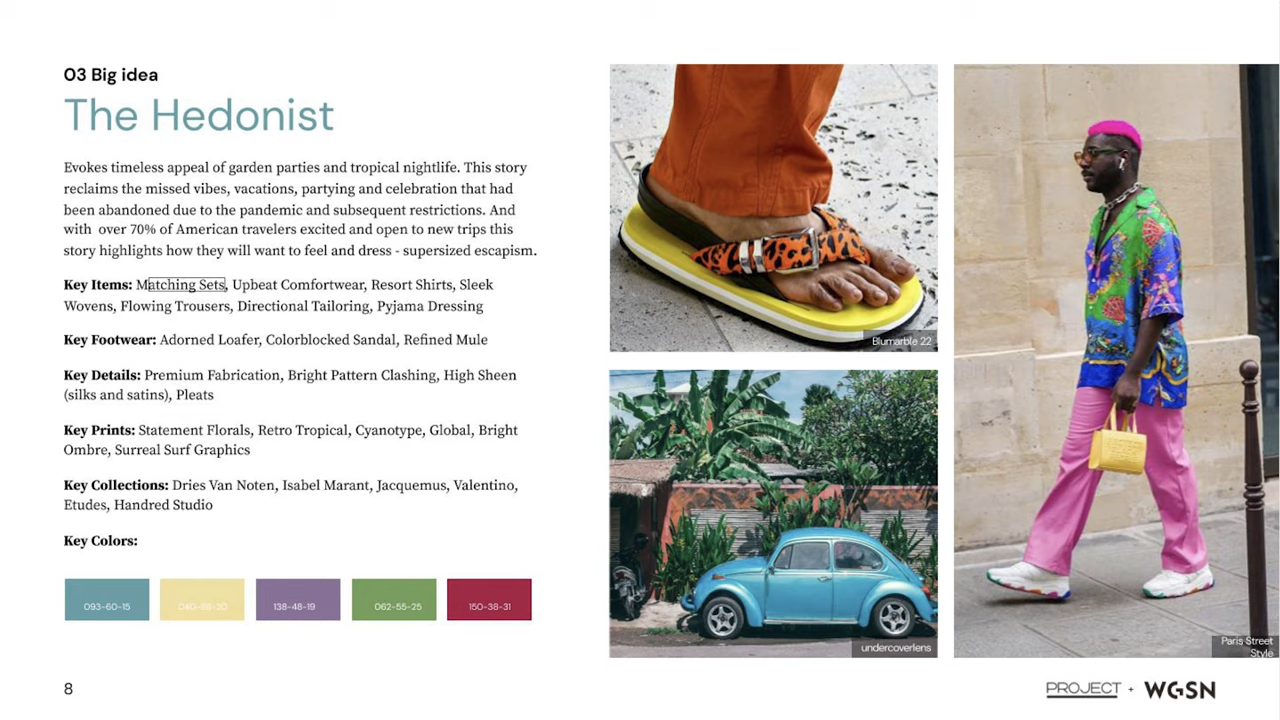 03 Big idea
The Hedonist
Evokes timeless appeal of garden parties and tropical nightlife. This story
reclaims the missed vibes, vacations, partying and celebration that had
been abandoned due to the pandemic and subsequent restrictions. And
with over 70% of American travelers excited and open to new trips this
story highlights how they will want to feel and dress - supersized escapism.
Key Items: Matching Sets, Upbeat Comfortwear, Resort Shirts, Sleek
Wovens, Flowing Trousers, Directional Tailoring, Pyjama Dressing
Key Footwear: Adorned Loafer, Colorblocked Sandal, Refined Mule
Key Details: Premium Fabrication, Bright Pattern Clashing, High Sheen
(silks and satins), Pleats
Key Prints: Statement Florals, Retro Tropical, Cyanotype, Global, Bright
Ombre, Surreal Surf Graphics
Key Collections: Dries Van Noten, Isabel Marant, Jacquemus, Valentino,
Etudes, Handred Studio
Key Colors:
093-60-15
138-48-19
062-55-25
150-38-31
Blumarble 22
undercoverlens
Paris Street
Style
8
PROJECT + WGSN